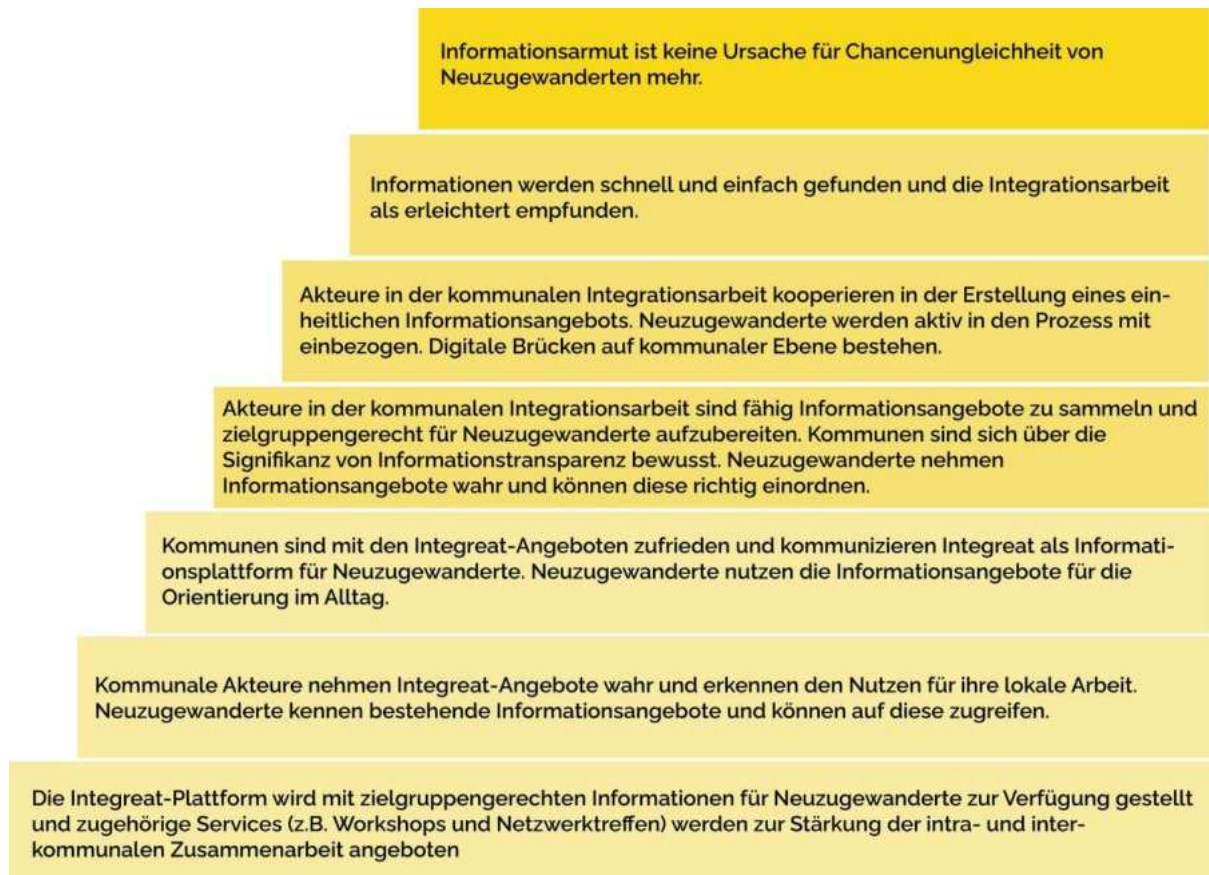 Informationsarmut ist keine Ursache für Chancenungleichheit von
Neuzugewanderten mehr.
Informationen werden schnell und einfach gefunden und die Integrationsarbeit
als erleichtert empfunden.
Akteure in der kommunalen Integrationsarbeit kooperieren in der Erstellung eines ein-
heitlichen Informationsangebots. Neuzugewanderte werden aktiv in den Prozess mit
einbezogen. Digitale Brücken auf kommunaler Ebene bestehen.
Akteure in der kommunalen Integrationsarbeit sind fähig Informationsangebote zu sammeln und
zielgruppengerecht für Neuzugewanderte aufzubereiten. Kommunen sind sich über die
Signifikanz von Informationstransparenz bewusst. Neuzugewanderte nehmen
Informationsangebote wahr und können diese richtig einordnen.
Kommunen sind mit den Integreat-Angeboten zufrieden und kommunizieren Integreat als Informati-
onsplattform für Neuzugewanderte. Neuzugewanderte nutzen die Informationsangebote für die
Orientierung im Alltag.
Kommunale Akteure nehmen Integreat-Angebote wahr und erkennen den Nutzen für ihre lokale Arbeit.
Neuzugewanderte kennen bestehende Informationsangebote und können auf diese zugreifen.
Die Integreat-Plattform wird mit zielgruppengerechten Informationen für Neuzugewanderte zur Verfügung gestellt
und zugehörige Services (z.B. Workshops und Netzwerktreffen) werden zur Stärkung der intra- und inter-
kommunalen Zusammenarbeit angeboten